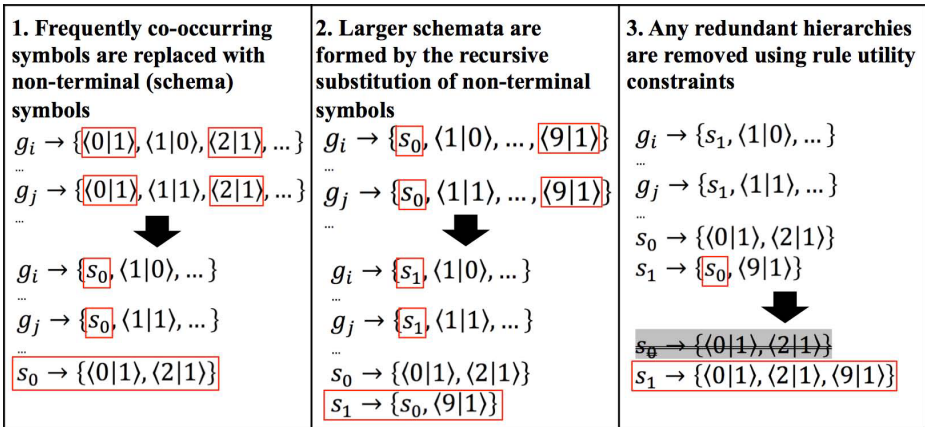 1. Frequently co-occurring
symbols are replaced with
non-terminal (schema)
symbols
g_i → {⟨0|1⟩, ⟨1|0⟩, ⟨2|1⟩, ...}
...
g_j → {⟨0|1⟩, ⟨1|1⟩, ⟨2|1⟩, ...}
...
g_i → {s_0, ⟨1|0⟩, ... }
...
g_j → {s_0, ⟨1|1⟩, ... }
...
s_0 → {⟨0|1⟩, ⟨2|1⟩}
2. Larger schemata are
formed by the recursive
substitution of non-terminal
symbols
g_i → {s_0, ⟨1|0⟩, ... , ⟨9|1⟩}
...
g_j → {s_0, ⟨1|1⟩, ... , ⟨9|1⟩}
...
g_i → {s_1, ⟨1|0⟩, ... }
...
g_j → {s_1, ⟨1|1⟩, ... }
...
s_0 → {⟨0|1⟩, ⟨2|1⟩}
s_1 → {s_0, ⟨9|1⟩}
3. Any redundant hierarchies
are removed using rule utility
constraints
g_i → {s_1, ⟨1|0⟩, ... }
...
g_j → {s_1, ⟨1|1⟩, ... }
...
s_0 → {⟨0|1⟩, ⟨2|1⟩}
s_1 → {s_0, ⟨9|1⟩}
s_0 → {⟨0|1⟩, ⟨2|1⟩}
s_1 → {⟨0|1⟩, ⟨2|1⟩, ⟨9|1⟩}